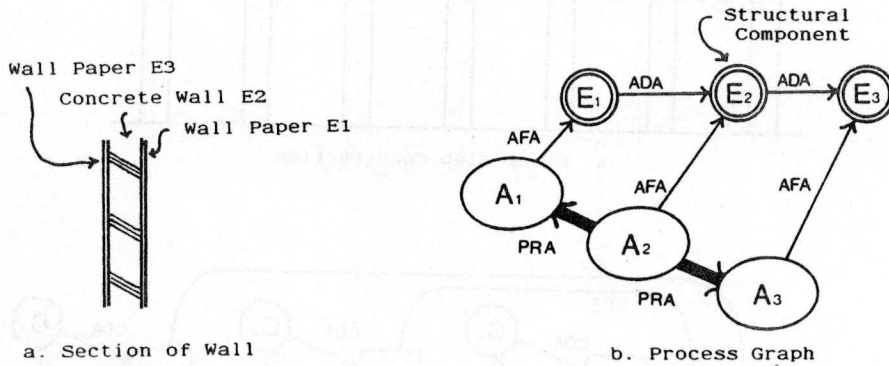 Wall Paper E3
Concrete Wall E2
Wall Paper E1
a. Section of Wall
Structural
Component
E1
ADA
E2
ADA
E3
AFA
AFA
AFA
A1
PRA
A2
PRA
A3
b. Process Graph